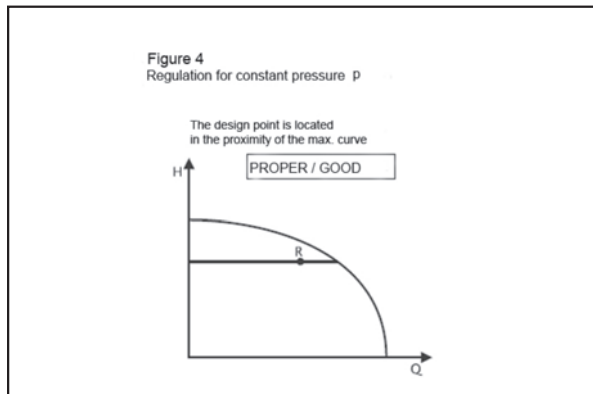 Figure 4
Regulation for constant pressure p
The design point is located
in the proximity of the max. curve
PROPER / GOOD
H
R
Q